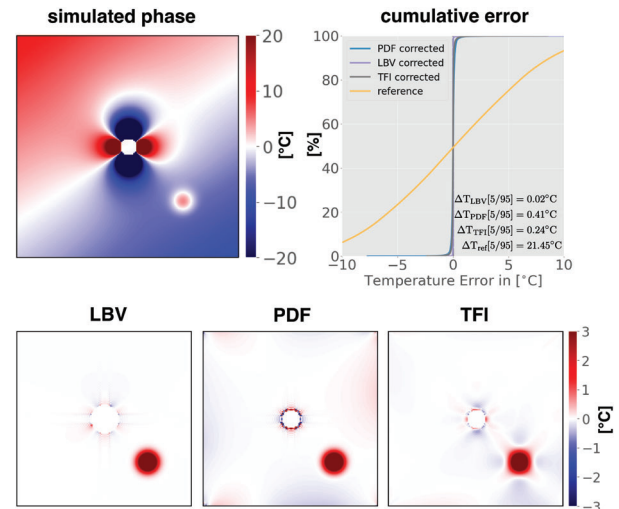 simulated phase
cumulative error
20
10
0
−10
−20
[°C]
100
80
60
40
20
0
[%]
PDF corrected
LBV corrected
TFI corrected
reference
ΔT_LBV[5/95] = 0.02°C
ΔT_PDF[5/95] = 0.41°C
ΔT_TFI[5/95] = 0.24°C
ΔT_ref[5/95] = 21.45°C
−10
−5
0
5
10
Temperature Error in [°C]
LBV
PDF
TFI
3
2
1
0
−1
−2
−3
[°C]